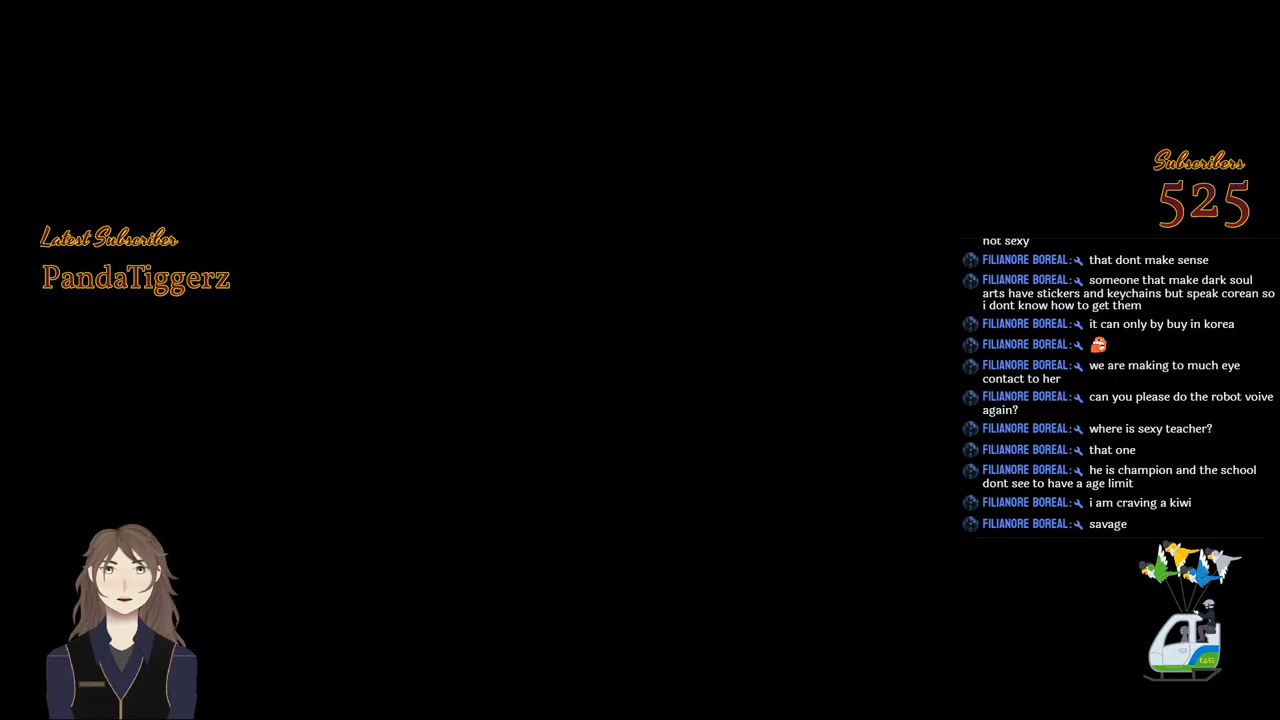 Subscribers
525
Latest Subscriber
PandaTiggerz
not sexy
FILIANORE BOREAL: that dont make sense
FILIANORE BOREAL: someone that make dark soul
arts have stickers and keychains but speak corean so
i dont know how to get them
FILIANORE BOREAL: it can only by buy in korea
FILIANORE BOREAL:
FILIANORE BOREAL: we are making to much eye
contact to her
FILIANORE BOREAL: can you please do the robot voive
again?
FILIANORE BOREAL: where is sexy teacher?
FILIANORE BOREAL: that one
FILIANORE BOREAL: he is champion and the school
dont see to have a age limit
FILIANORE BOREAL: i am craving a kiwi
FILIANORE BOREAL: savage